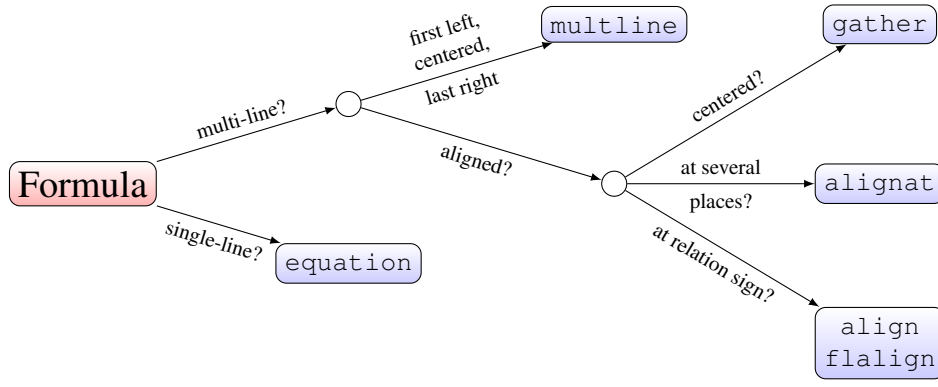 Formula
multi-line?
single-line?
equation
first left,
centered,
last right
multline
aligned?
centered?
gather
at several
places?
alignat
at relation sign?
align
flalign